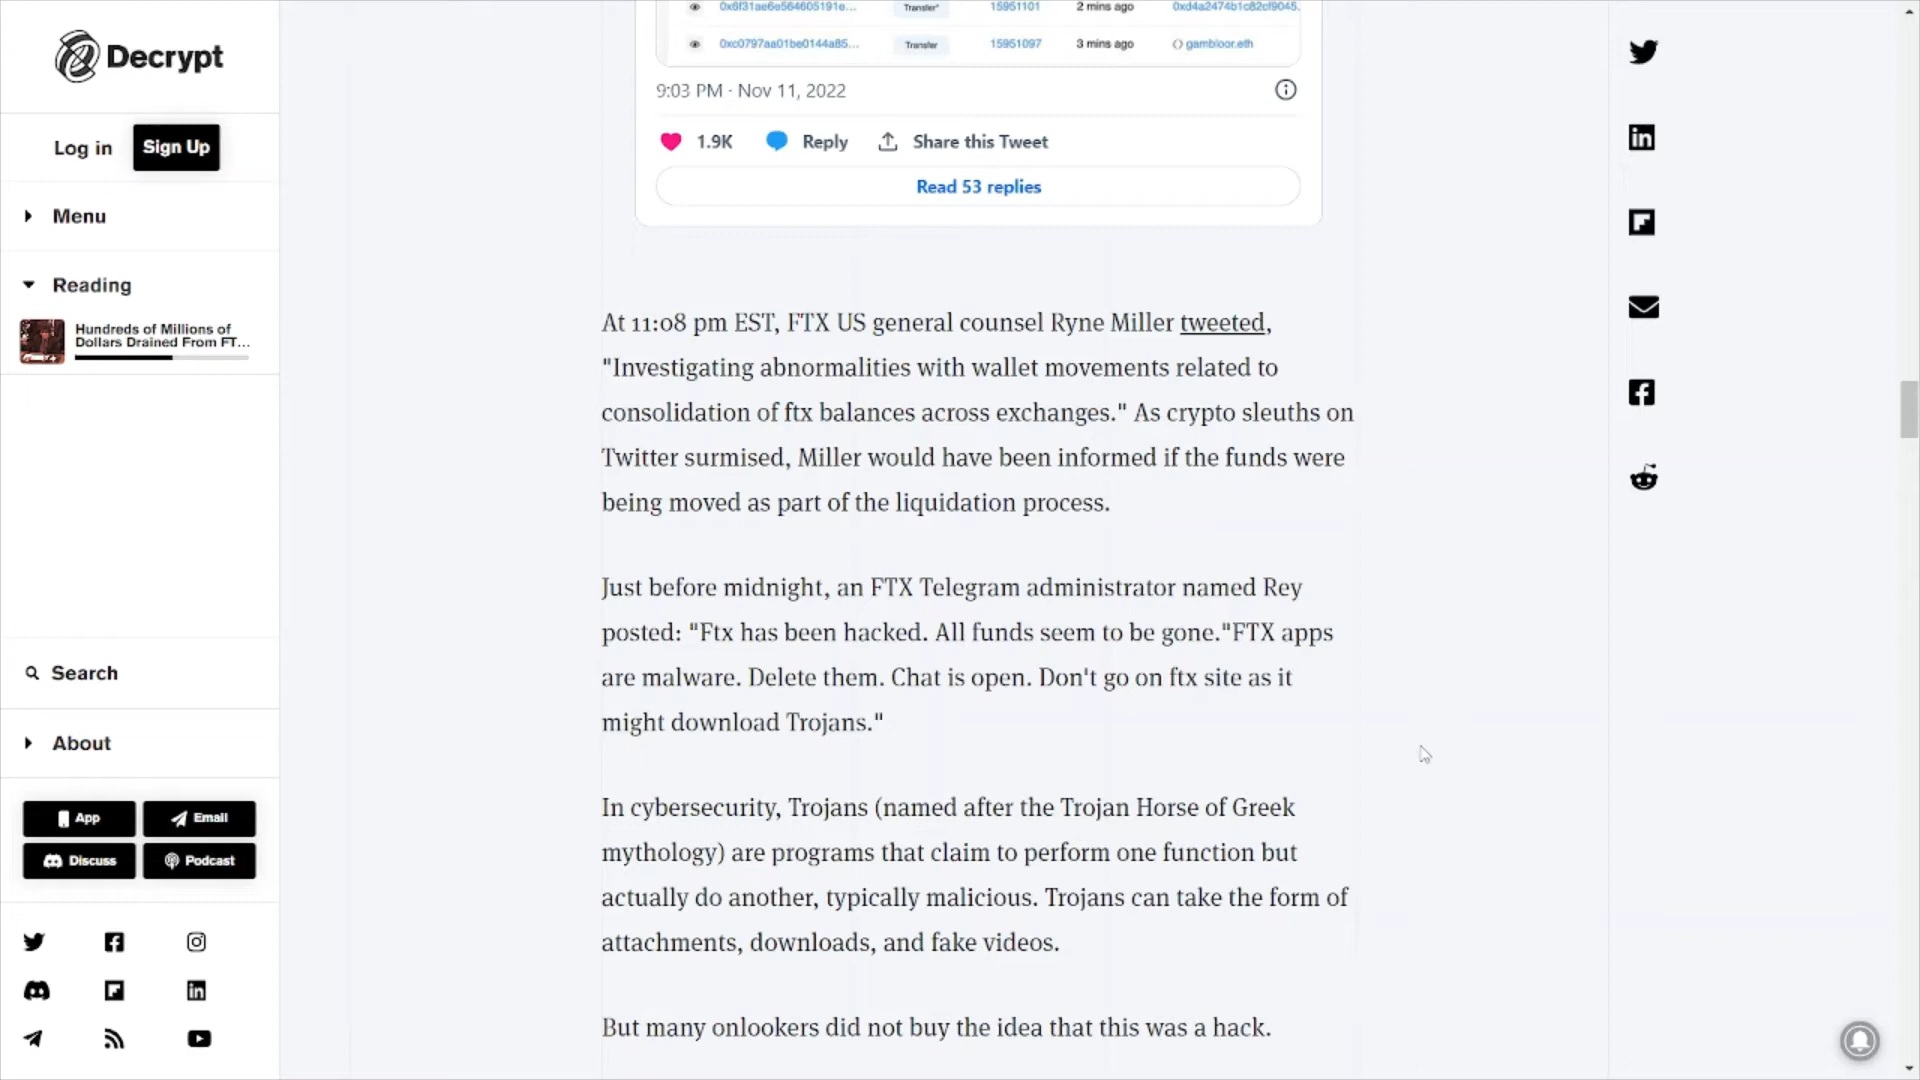 Decrypt
Log in
Sign Up
Menu
Reading
Hundreds of Millions of
Dollars Drained From FT...
Search
About
App
Email
Discuss
Podcast
Transfer*
15951101
2 mins ago
0xc0797aa01be0144a85...
Transfer
15951097
3 mins ago
gambloor.eth
9:03 PM · Nov 11, 2022
1.9K
Reply
Share this Tweet
Read 53 replies
At 11:08 pm EST, FTX US general counsel Ryne Miller tweeted,
"Investigating abnormalities with wallet movements related to
consolidation of ftx balances across exchanges." As crypto sleuths on
Twitter surmised, Miller would have been informed if the funds were
being moved as part of the liquidation process.
Just before midnight, an FTX Telegram administrator named Rey
posted: "Ftx has been hacked. All funds seem to be gone."FTX apps
are malware. Delete them. Chat is open. Don't go on ftx site as it
might download Trojans."
In cybersecurity, Trojans (named after the Trojan Horse of Greek
mythology) are programs that claim to perform one function but
actually do another, typically malicious. Trojans can take the form of
attachments, downloads, and fake videos.
But many onlookers did not buy the idea that this was a hack.